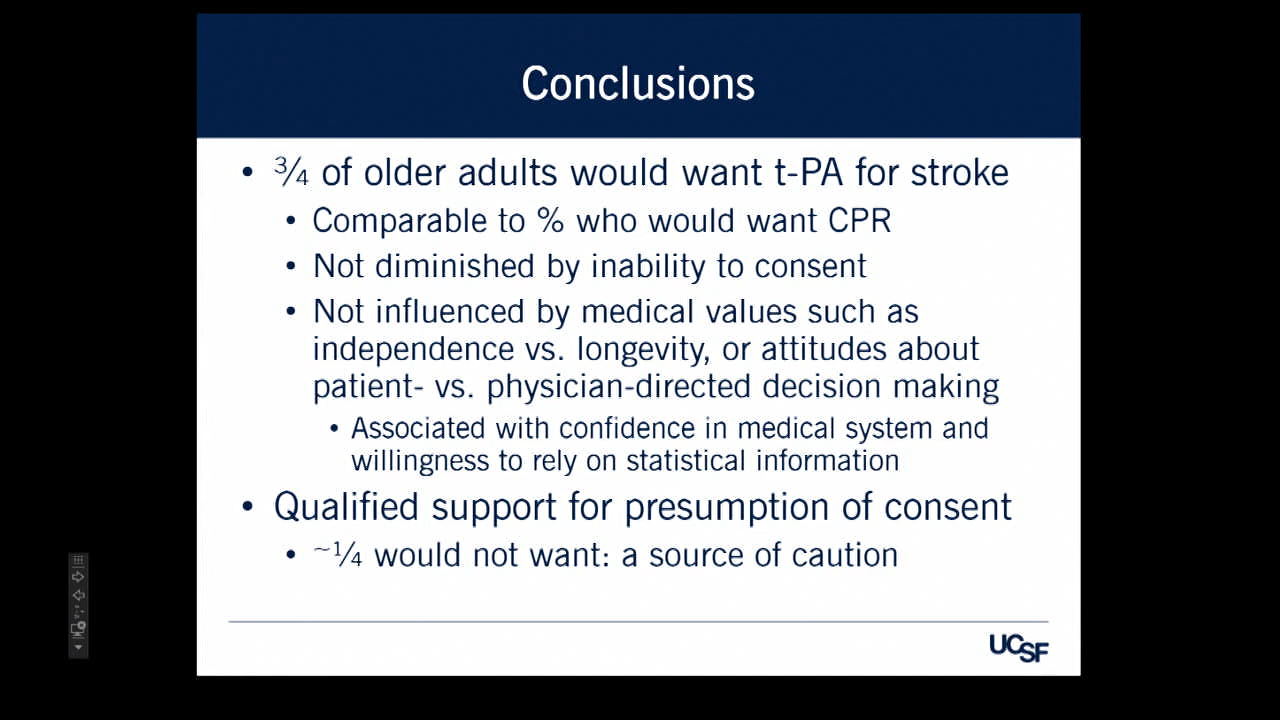 Conclusions
• ¾ of older adults would want t-PA for stroke
• Comparable to % who would want CPR
• Not diminished by inability to consent
• Not influenced by medical values such as
independence vs. longevity, or attitudes about
patient- vs. physician-directed decision making
• Associated with confidence in medical system and
willingness to rely on statistical information
• Qualified support for presumption of consent
• ~¼ would not want: a source of caution
UCSF